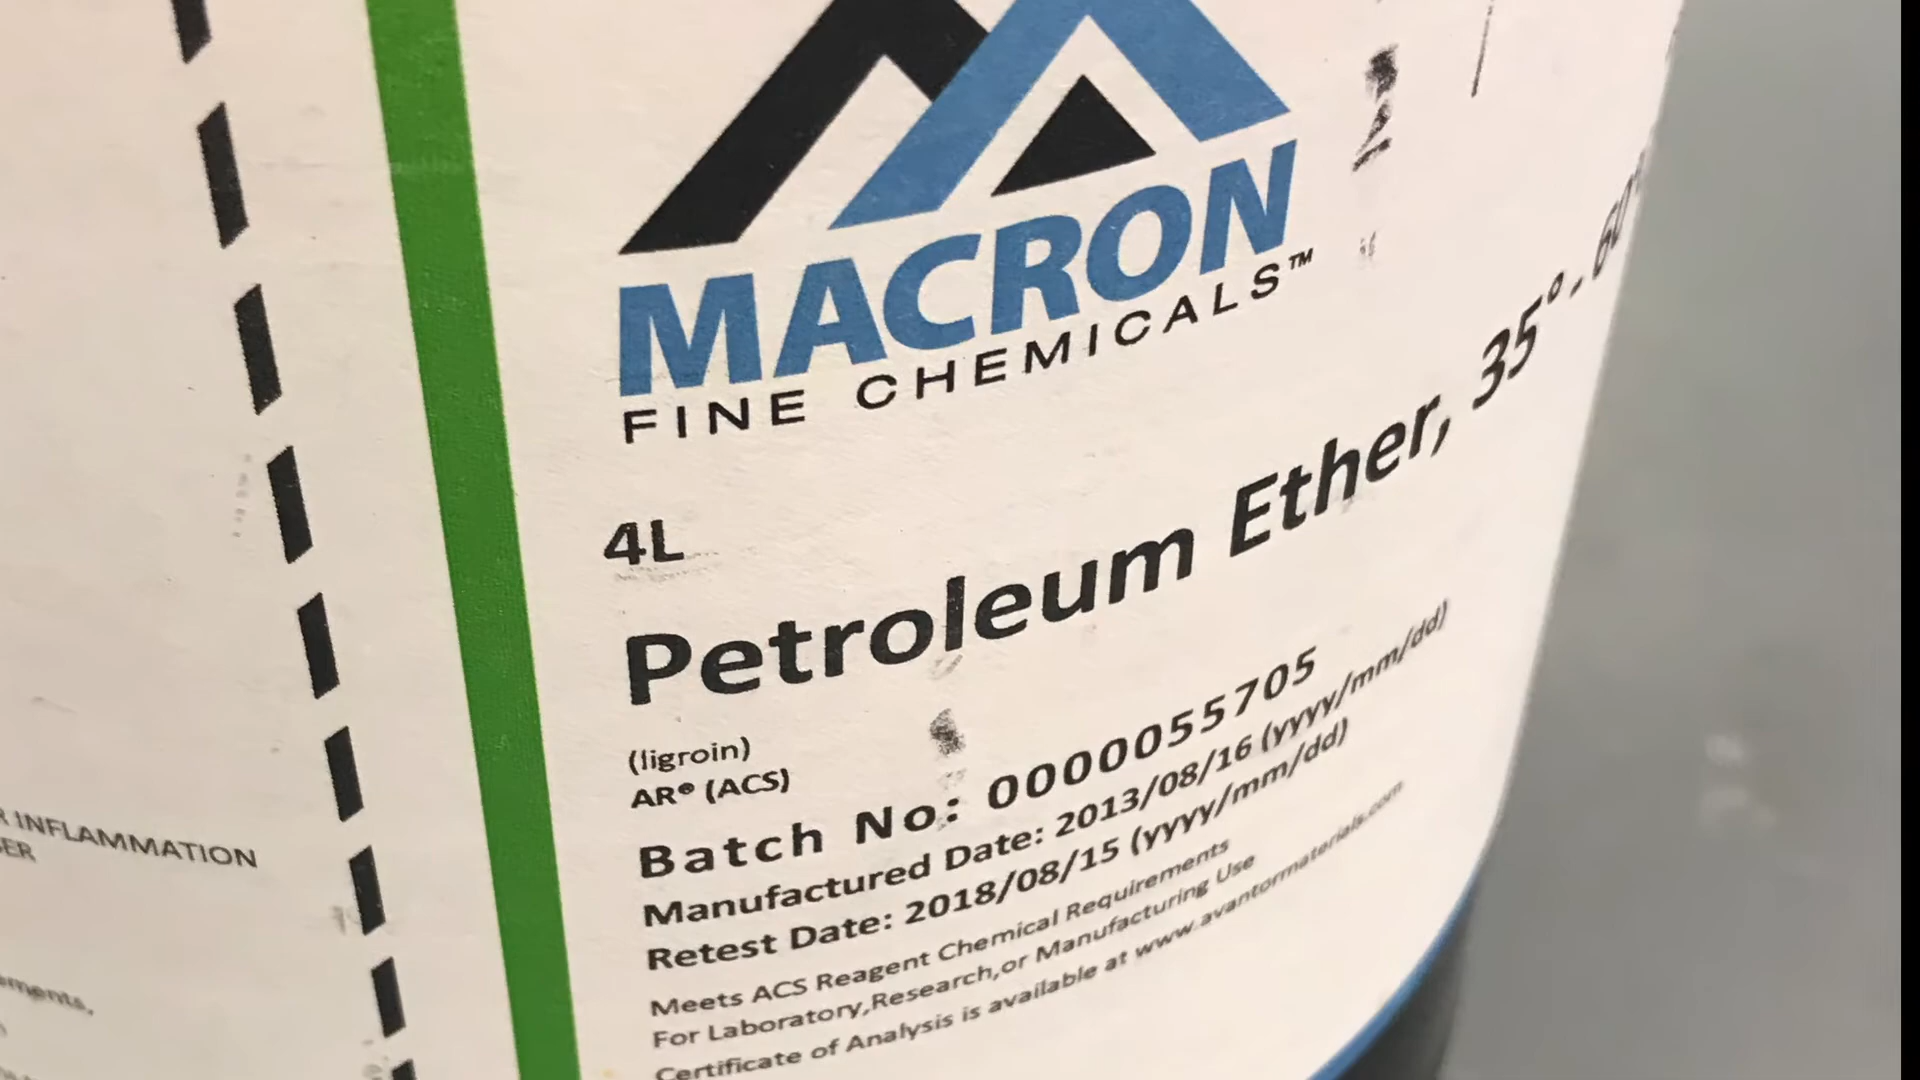 MACRON
FINE CHEMICALS™
4L
Petroleum Ether, 35°-60°
(ligroin)
AR® (ACS)
Batch No: 0000055705
Manufactured Date: 2013/08/16 (yyyy/mm/dd)
Retest Date: 2018/08/15 (yyyy/mm/dd)
Meets ACS Reagent Chemical Requirements
For Laboratory,Research,or Manufacturing Use
Certificate of Analysis is available at www.avantormaterials.com
INFLAMMATION